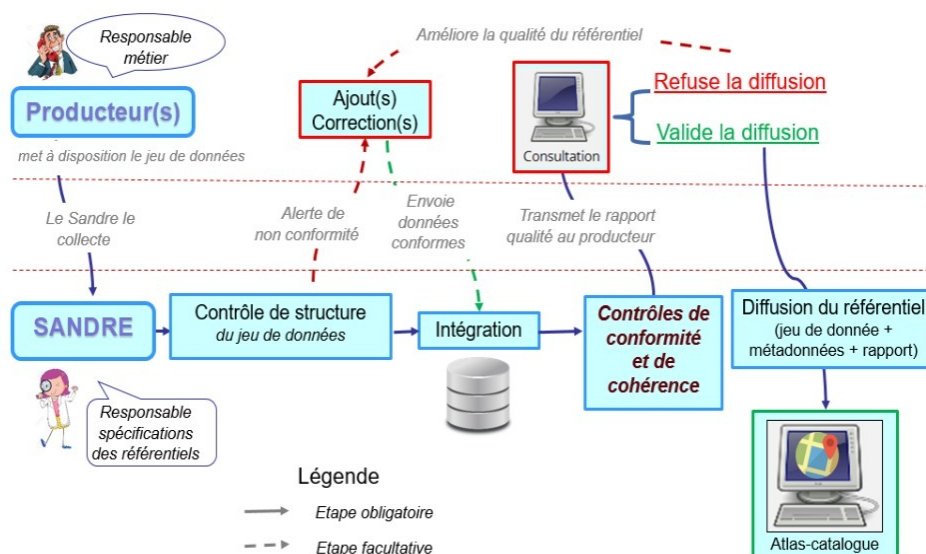 Responsable
métier
Producteur(s)
met à disposition le jeu de données
Améliore la qualité du référentiel
Ajout(s)
Correction(s)
Consultation
Refuse la diffusion
Valide la diffusion
Le Sandre le
collecte
Alerte de
non conformité
Envoie
données
conformes
Transmet le rapport
qualité au producteur
SANDRE
Contrôle de structure
du jeu de données
Intégration
Contrôles de
conformité
et de
cohérence
Diffusion du référentiel
(jeu de donnée +
métadonnées + rapport)
Responsable
spécifications
des référentiels
Atlas-catalogue
Légende
Etape obligatoire
Etape facultative